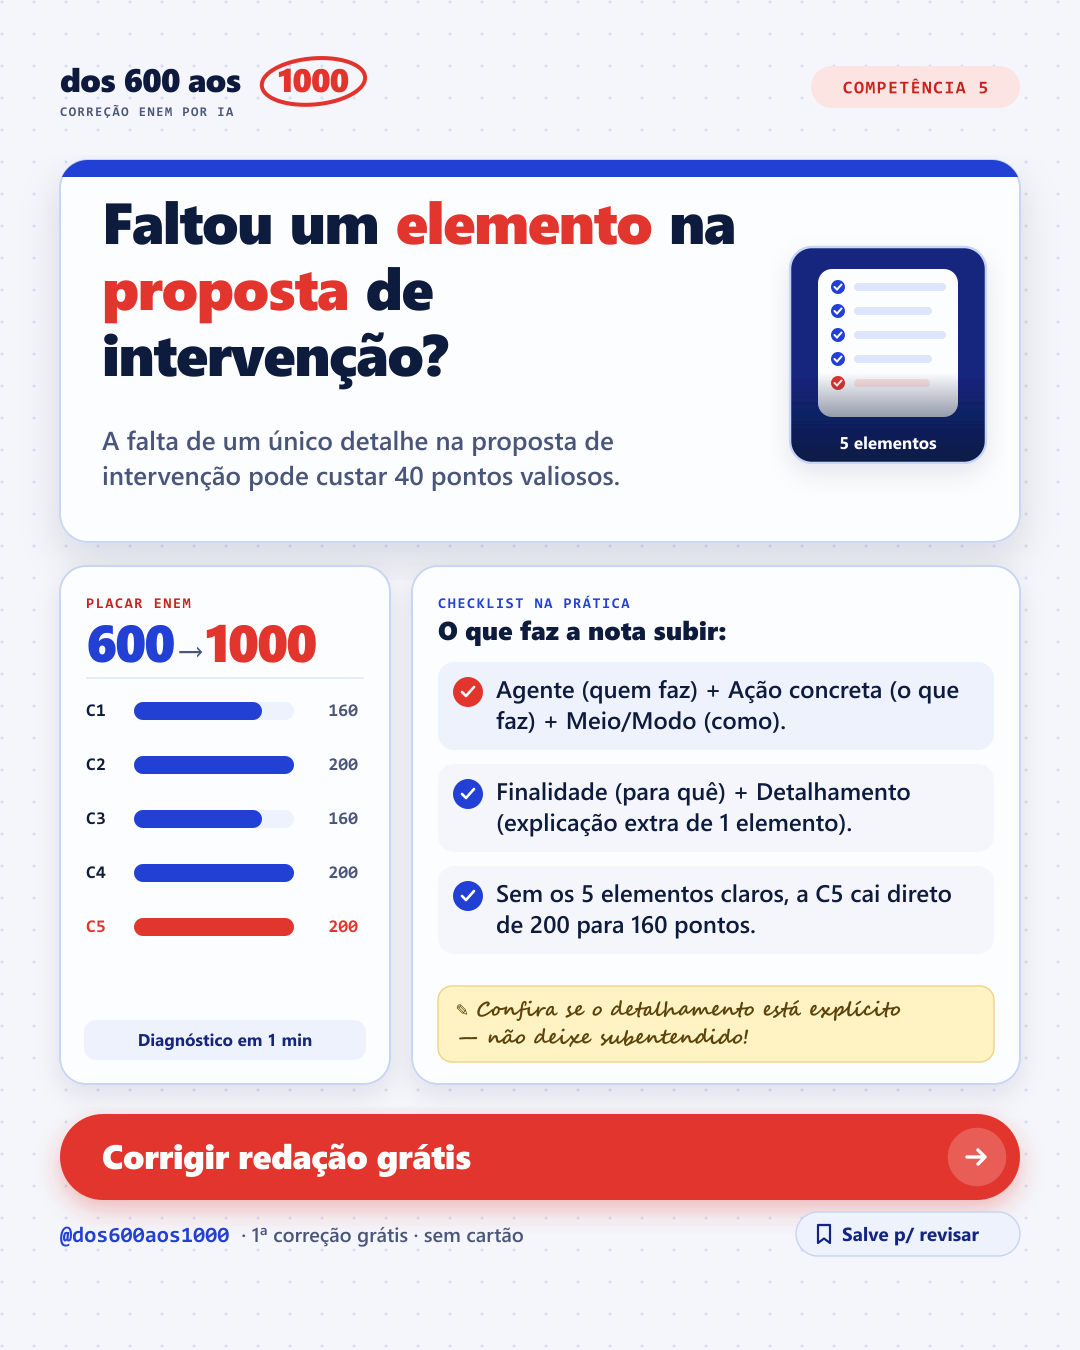 dos 600 aos 1000
CORREÇÃO ENEM POR IA
COMPETÊNCIA 5
Faltou um elemento na
proposta de
intervenção?
A falta de um único detalhe na proposta de
intervenção pode custar 40 pontos valiosos.
5 elementos
PLACAR ENEM
600→1000
C1 160
C2 200
C3 160
C4 200
C5 200
Diagnóstico em 1 min
CHECKLIST NA PRÁTICA
O que faz a nota subir:
Agente (quem faz) + Ação concreta (o que
faz) + Meio/Modo (como).
Finalidade (para quê) + Detalhamento
(explicação extra de 1 elemento).
Sem os 5 elementos claros, a C5 cai direto
de 200 para 160 pontos.
✎ Confira se o detalhamento está explícito
— não deixe subentendido!
Corrigir redação grátis
@dos600aos1000 · 1ª correção grátis · sem cartão
Salve p/ revisar